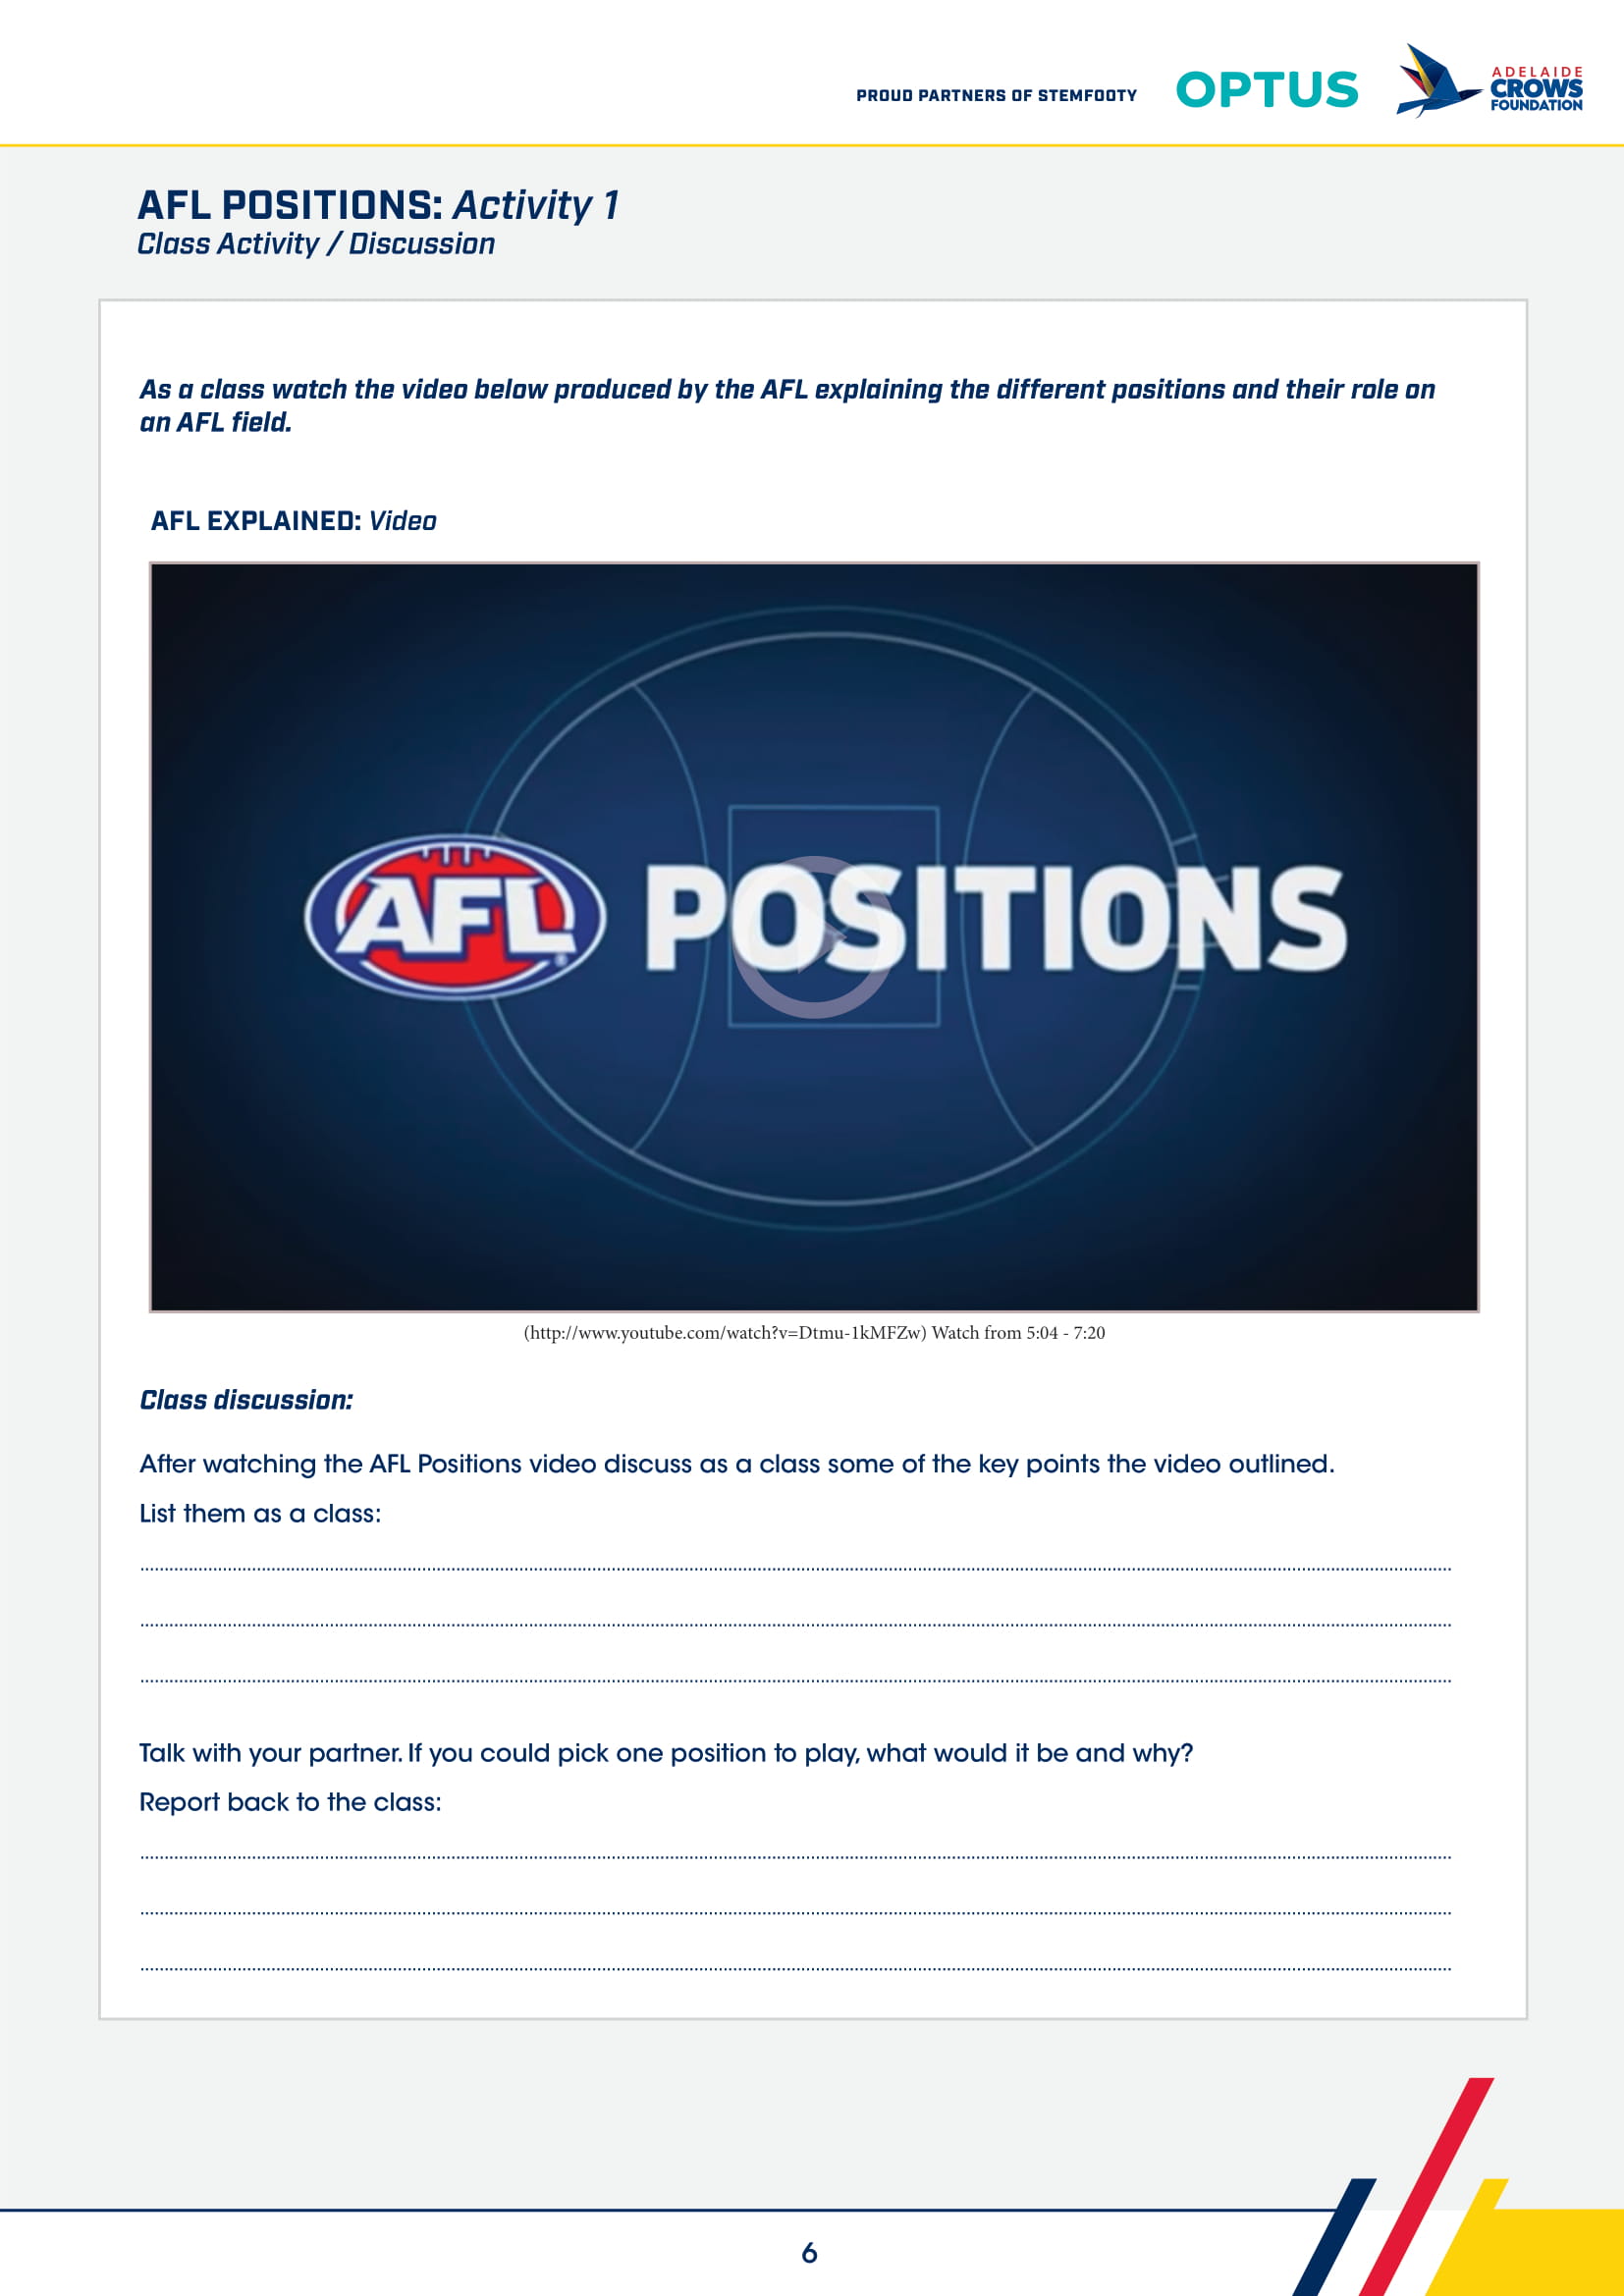 PROUD PARTNERS OF STEMFOOTY
OPTUS
ADELAIDE
CROWS
FOUNDATION
AFL POSITIONS: Activity 1
Class Activity / Discussion
As a class watch the video below produced by the AFL explaining the different positions and their role on
an AFL field.
AFL EXPLAINED: Video
AFL POSITIONS
(http://www.youtube.com/watch?v=Dtmu-1kMFZw) Watch from 5:04 - 7:20
Class discussion:
After watching the AFL Positions video discuss as a class some of the key points the video outlined.
List them as a class:
Talk with your partner. If you could pick one position to play, what would it be and why?
Report back to the class:
6